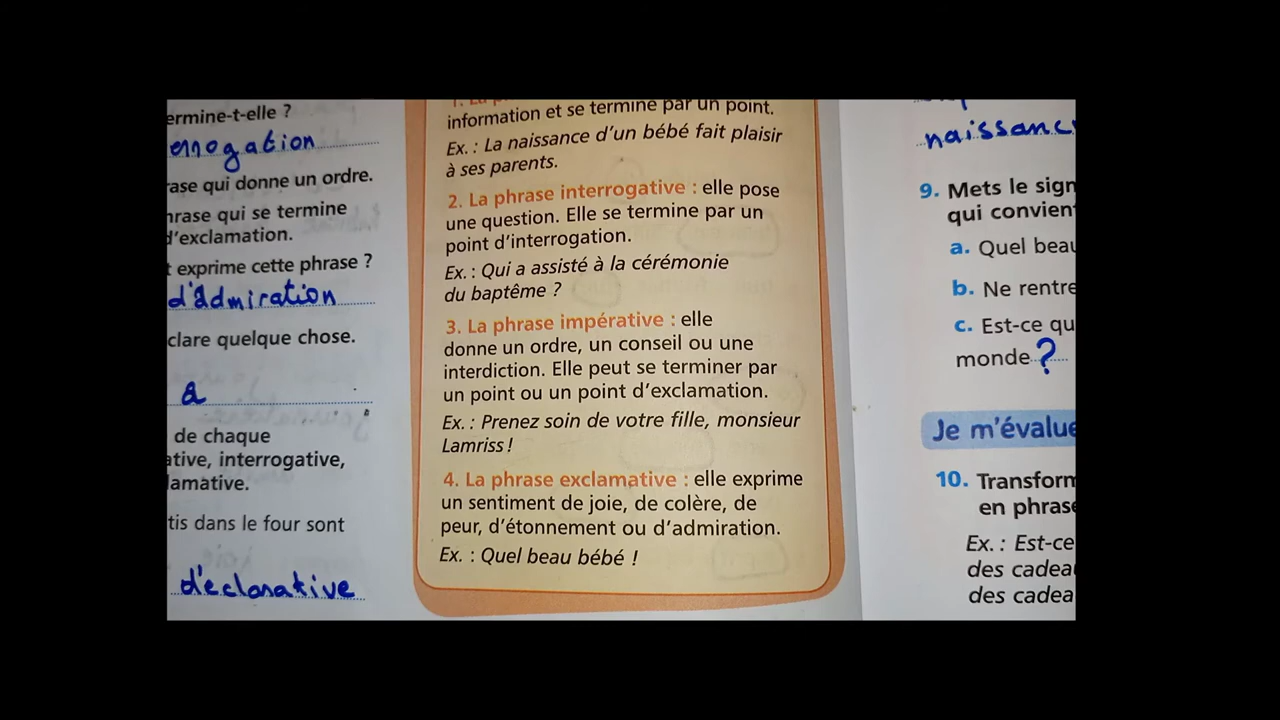 ermine-t-elle ?
errogation
rase qui donne un ordre.
hrase qui se termine
d'exclamation.
t exprime cette phrase ?
d'admiration
clare quelque chose.
a
de chaque
ative, interrogative,
lamative.
tis dans le four sont
d'éclarative
information et se termine par un point.
Ex. : La naissance d'un bébé fait plaisir
à ses parents.
2. La phrase interrogative : elle pose
une question. Elle se termine par un
point d'interrogation.
Ex. : Qui a assisté à la cérémonie
du baptême ?
3. La phrase impérative : elle
donne un ordre, un conseil ou une
interdiction. Elle peut se terminer par
un point ou un point d'exclamation.
Ex. : Prenez soin de votre fille, monsieur
Lamriss !
4. La phrase exclamative : elle exprime
un sentiment de joie, de colère, de
peur, d'étonnement ou d'admiration.
Ex. : Quel beau bébé !
naissanc
9. Mets le sign
qui convient
a. Quel beau
b. Ne rentre
c. Est-ce qu
monde ?
Je m'évalue
10. Transform
en phrase
Ex. : Est-ce
des cadea
des cadea